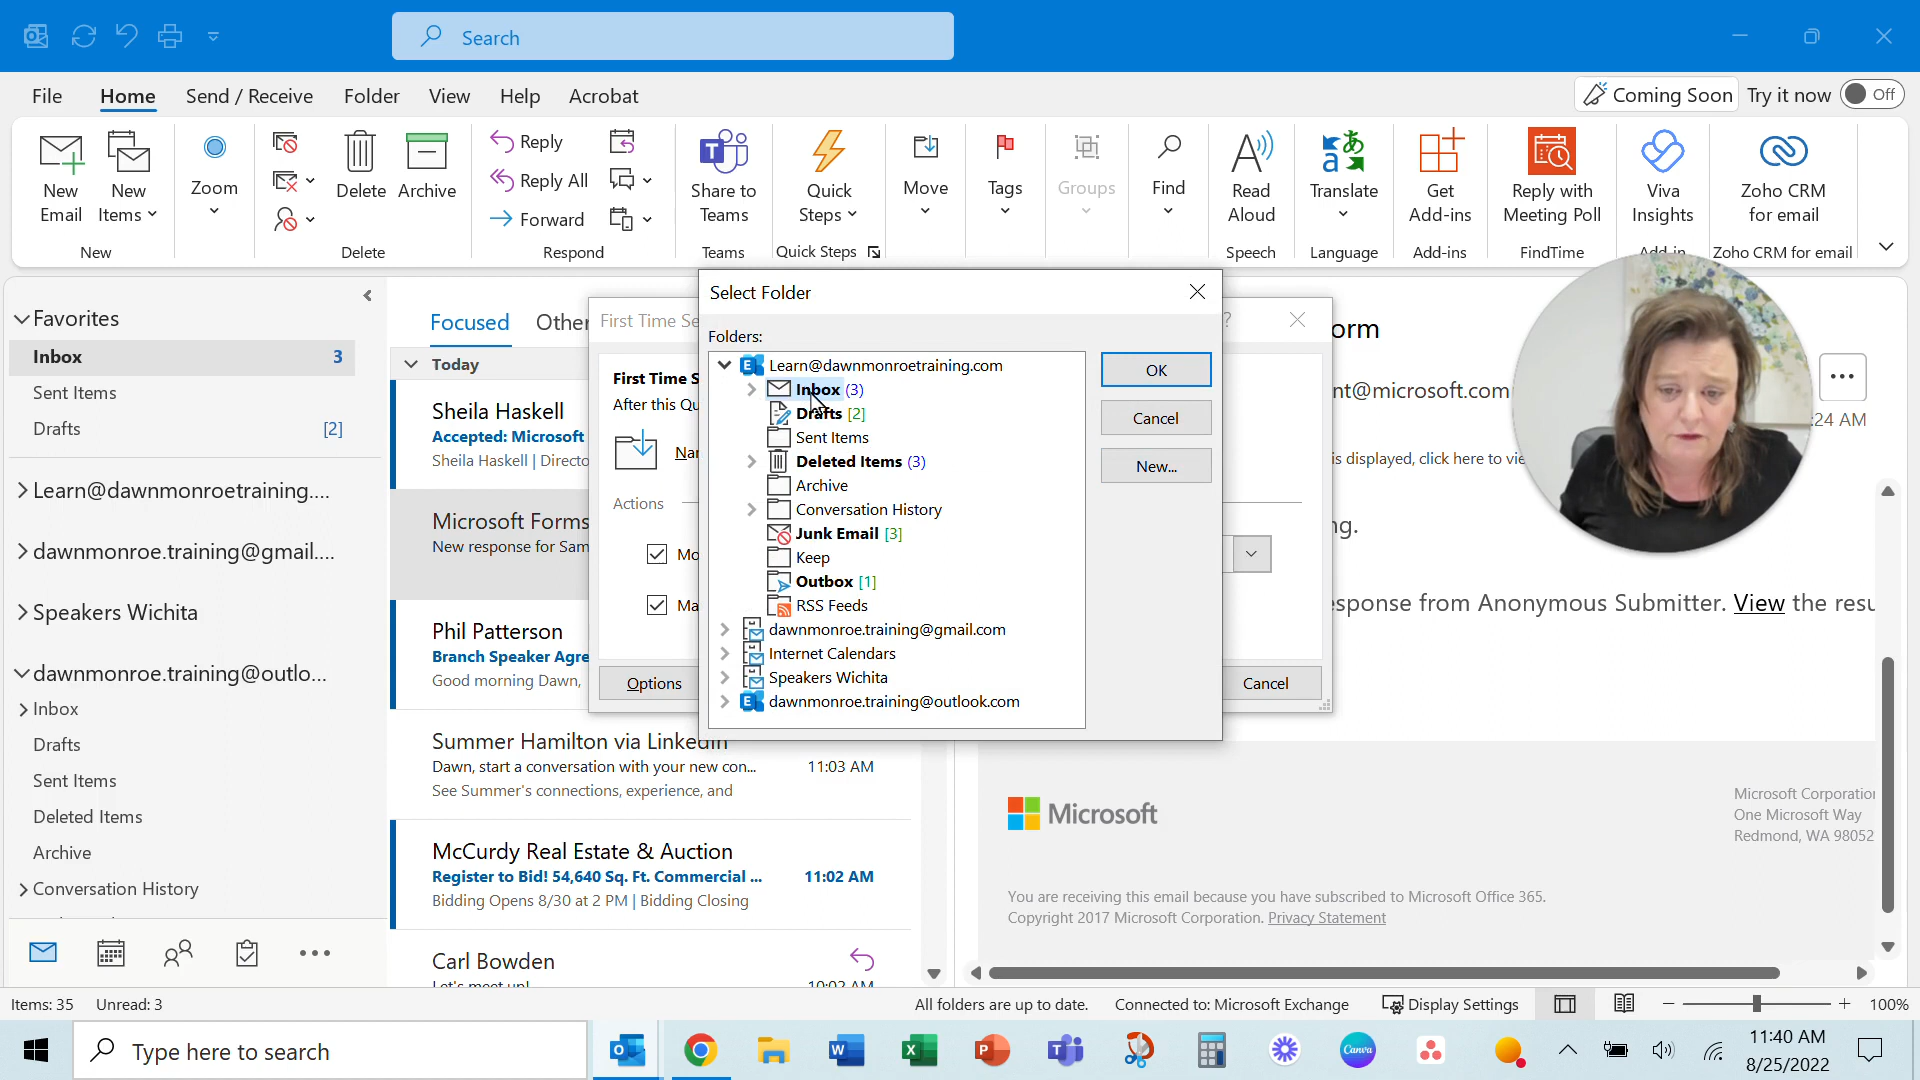 Search
File Home Send / Receive Folder View Help Acrobat
Coming Soon Try it now Off
New Email
New Items
New
Zoom
Delete
Archive
Delete
Reply
Reply All
Forward
Respond
Share to Teams
Teams
Quick Steps
Quick Steps
Move
Tags
Groups
Find
Read Aloud
Speech
Translate
Language
Get Add-ins
Add-ins
Reply with Meeting Poll
FindTime
Viva Insights
Add-in
Zoho CRM for email
Zoho CRM for email
Favorites
Inbox 3
Sent Items
Drafts [2]
Learn@dawnmonroetraining....
dawnmonroe.training@gmail....
Speakers Wichita
dawnmonroe.training@outlo...
Inbox
Drafts
Sent Items
Deleted Items
Archive
Conversation History
Focused Other
Today
Sheila Haskell
Accepted: Microsoft
Sheila Haskell | Directo
Microsoft Forms
New response for Sam
Phil Patterson
Branch Speaker Agre
Good morning Dawn,
Summer Hamilton via LinkedIn
Dawn, start a conversation with your new con... 11:03 AM
See Summer's connections, experience, and
McCurdy Real Estate & Auction
Register to Bid! 54,640 Sq. Ft. Commercial ... 11:02 AM
Bidding Opens 8/30 at 2 PM | Bidding Closing
Carl Bowden
Let's meet up! 10:02 AM
First Time Se
?
First Time S
After this Qu
Nar
Actions
Mo
Ma
Options
Cancel
Select Folder
Folders:
Learn@dawnmonroetraining.com
Inbox (3)
Drafts [2]
Sent Items
Deleted Items (3)
Archive
Conversation History
Junk Email [3]
Keep
Outbox [1]
RSS Feeds
dawnmonroe.training@gmail.com
Internet Calendars
Speakers Wichita
dawnmonroe.training@outlook.com
OK
Cancel
New...
orm
nt@microsoft.com
:24 AM
is displayed, click here to vie
ng.
sponse from Anonymous Submitter. View the resu
Microsoft
Microsoft Corporation
One Microsoft Way
Redmond, WA 98052
You are receiving this email because you have subscribed to Microsoft Office 365.
Copyright 2017 Microsoft Corporation. Privacy Statement
Items: 35 Unread: 3
All folders are up to date. Connected to: Microsoft Exchange Display Settings 100%
Type here to search
Canva
11:40 AM
8/25/2022